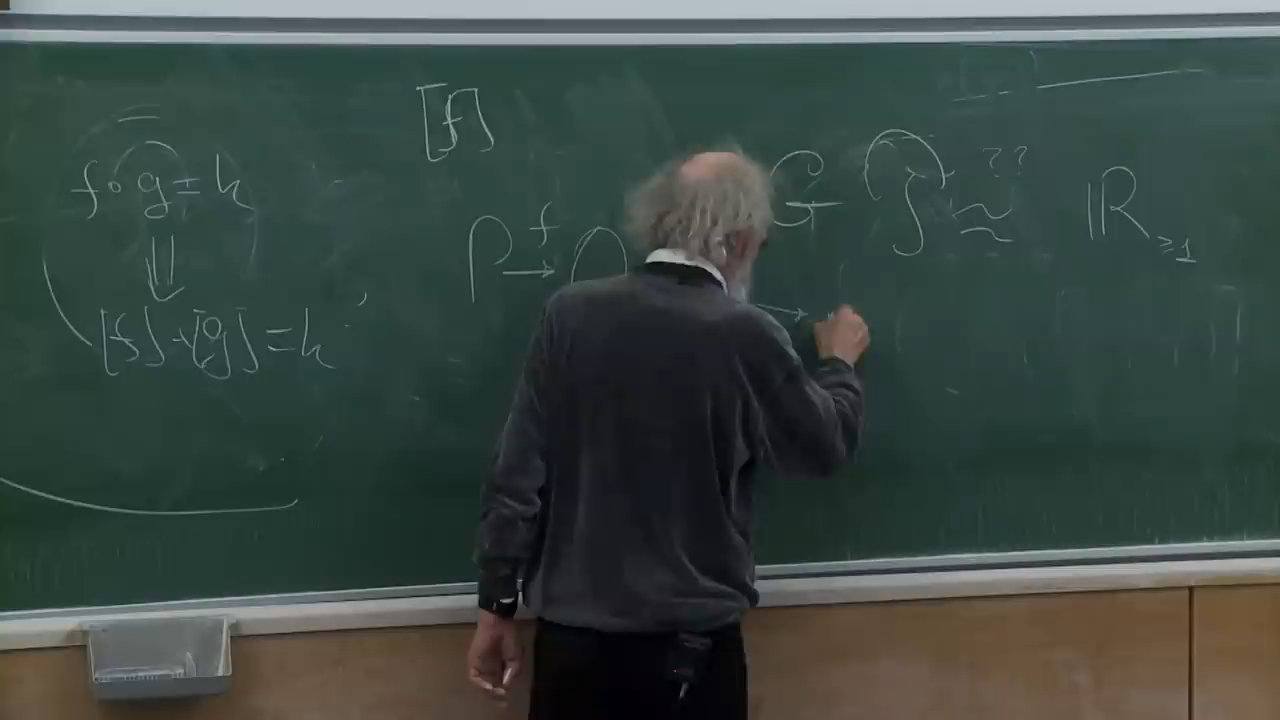 [f]
f∘g=h
⇓
[f]·[g]=h
P →f Q
G
??
≃
ℝ≥1